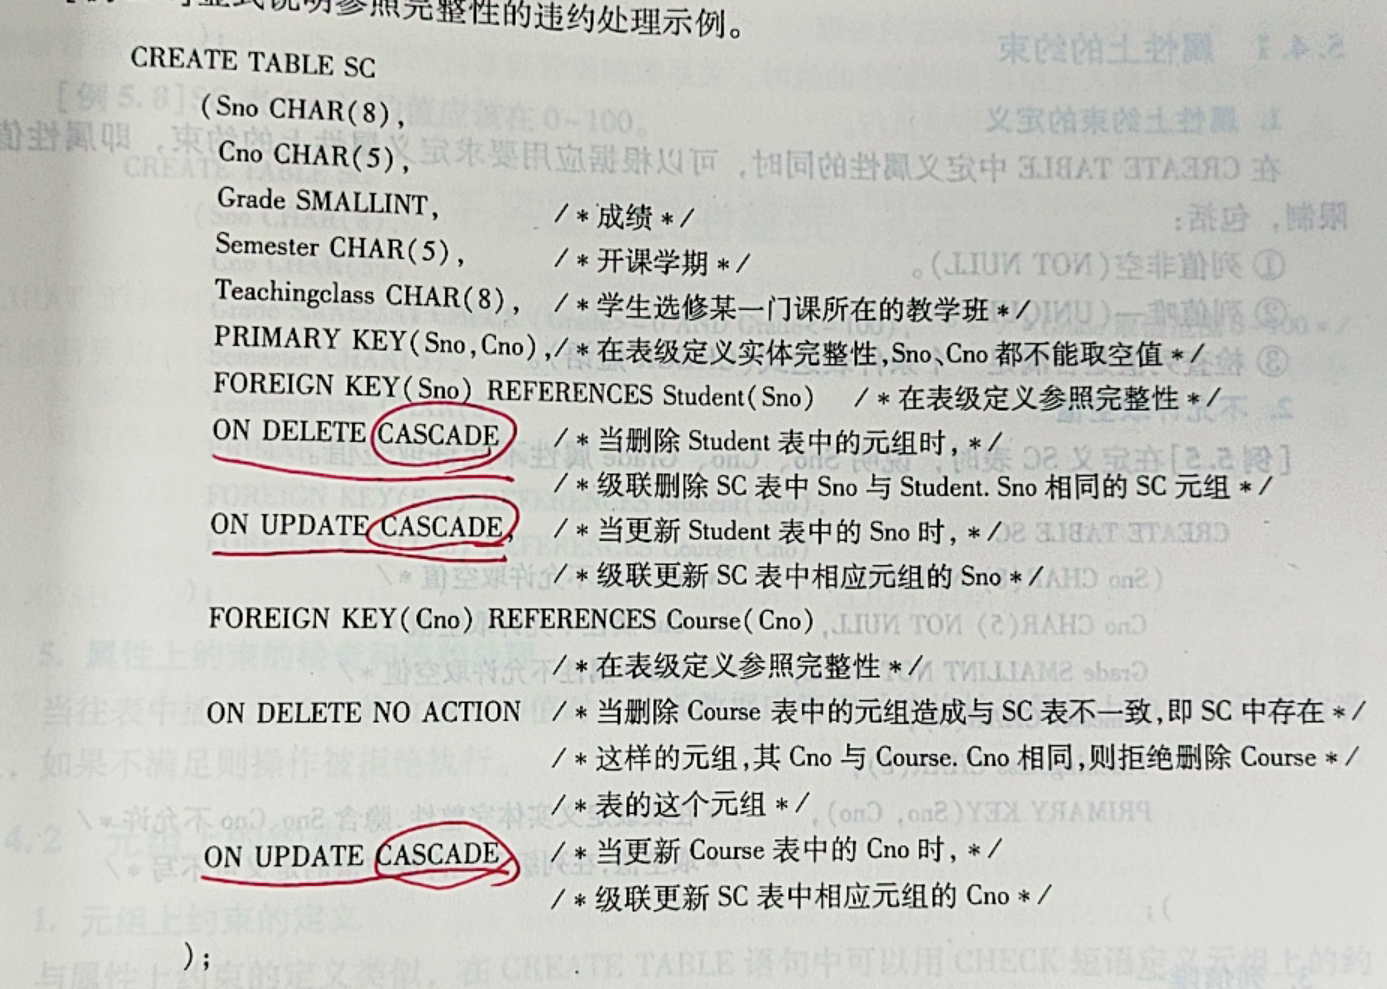 显式说明参照完整性的违约处理示例。
CREATE TABLE SC
(Sno CHAR(8),
Cno CHAR(5),
Grade SMALLINT, /*成绩*/
Semester CHAR(5), /*开课学期*/
Teachingclass CHAR(8), /*学生选修某一门课所在的教学班*/
PRIMARY KEY(Sno,Cno),/*在表级定义实体完整性,Sno、Cno 都不能取空值*/
FOREIGN KEY(Sno) REFERENCES Student(Sno) /*在表级定义参照完整性*/
ON DELETE CASCADE /*当删除 Student 表中的元组时,*/
/*级联删除 SC 表中 Sno 与 Student. Sno 相同的 SC 元组*/
ON UPDATE CASCADE, /*当更新 Student 表中的 Sno 时,*/
/*级联更新 SC 表中相应元组的 Sno*/
FOREIGN KEY(Cno) REFERENCES Course(Cno)
/*在表级定义参照完整性*/
ON DELETE NO ACTION /*当删除 Course 表中的元组造成与 SC 表不一致,即 SC 中存在*/
/*这样的元组,其 Cno 与 Course. Cno 相同,则拒绝删除 Course*/
/*表的这个元组*/
ON UPDATE CASCADE /*当更新 Course 表中的 Cno 时,*/
/*级联更新 SC 表中相应元组的 Cno*/
);